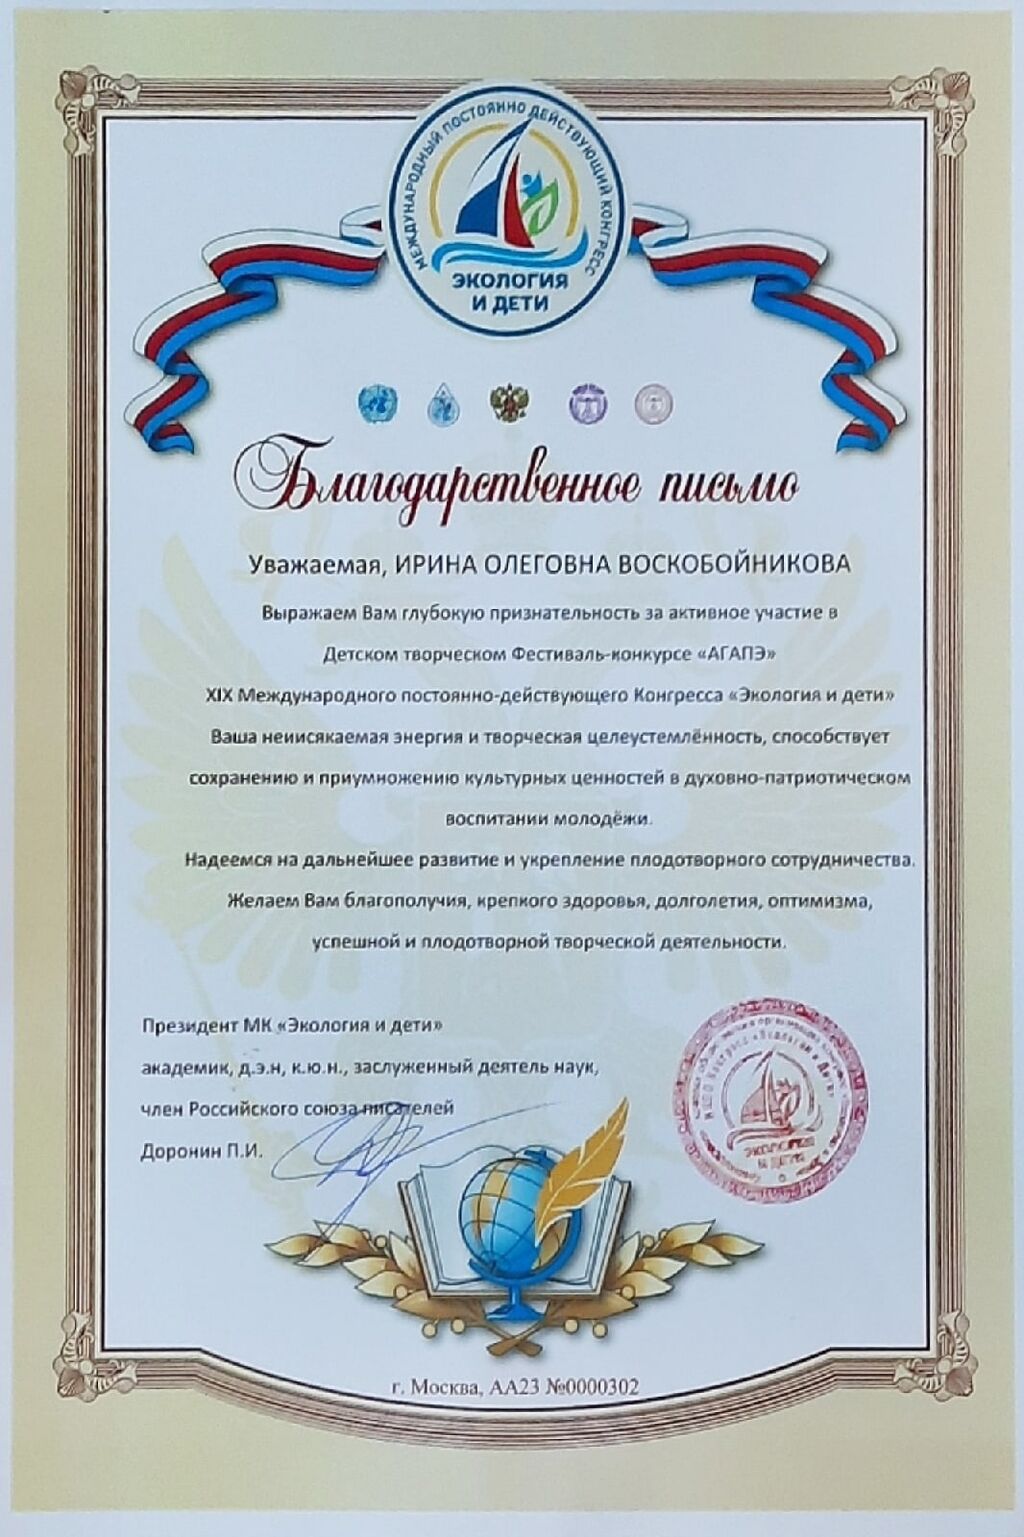 МЕЖДУНАРОДНЫЙ ПОСТОЯННО ДЕЙСТВУЮЩИЙ КОНГРЕСС
ЭКОЛОГИЯ
И ДЕТИ
Благодарственное письмо
Уважаемая, ИРИНА ОЛЕГОВНА ВОСКОБОЙНИКОВА
Выражаем Вам глубокую признательность за активное участие в
Детском творческом Фестиваль-конкурсе «АГАПЭ»
XIX Международного постоянно-действующего Конгресса «Экология и дети»
Ваша неиисякаемая энергия и творческая целеустемлённость, способствует
сохранению и приумножению культурных ценностей в духовно-патриотическом
воспитании молодёжи.
Надеемся на дальнейшее развитие и укрепление плодотворного сотрудничества.
Желаем Вам благополучия, крепкого здоровья, долголетия, оптимизма,
успешной и плодотворной творческой деятельности.
Президент МК «Экология и дети»
академик, д.э.н, к.ю.н., заслуженный деятель наук,
член Российского союза писателей
Доронин П.И.
ЭКОЛОГИЯ
И ДЕТИ
г. Москва, АА23 №0000302